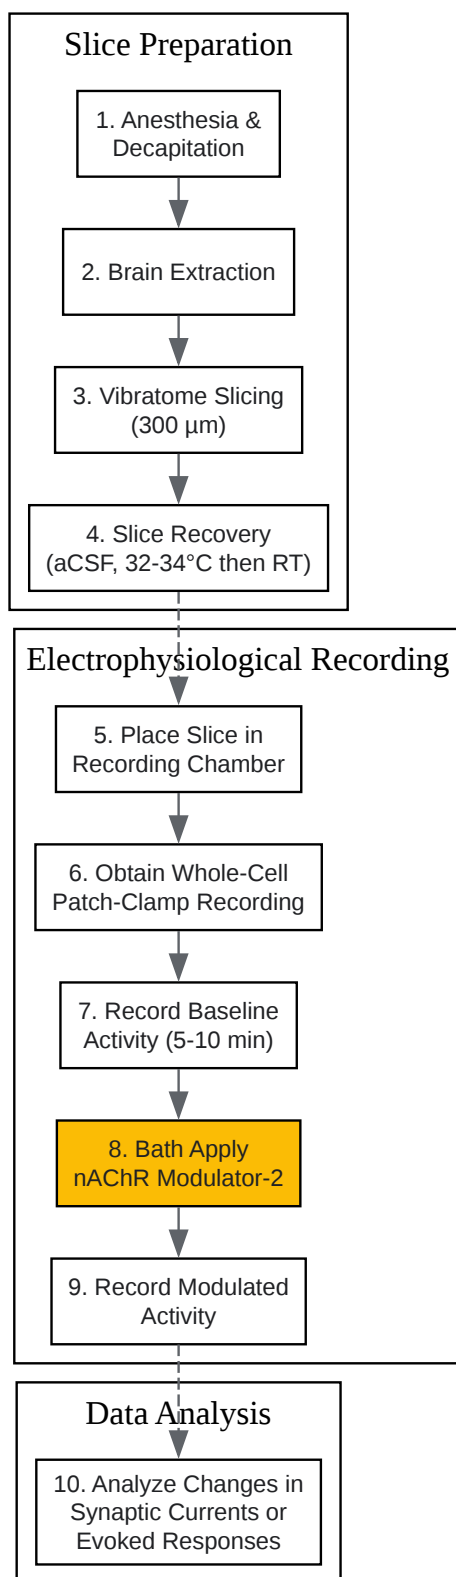 Slice Preparation
1. Anesthesia &
Decapitation
2. Brain Extraction
3. Vibratome Slicing
(300 µm)
4. Slice Recovery
(aCSF, 32-34°C then RT)
Electrophysiological Recording
5. Place Slice in
Recording Chamber
6. Obtain Whole-Cell
Patch-Clamp Recording
7. Record Baseline
Activity (5-10 min)
8. Bath Apply
nAChR Modulator-2
9. Record Modulated
Activity
Data Analysis
10. Analyze Changes in
Synaptic Currents or
Evoked Responses